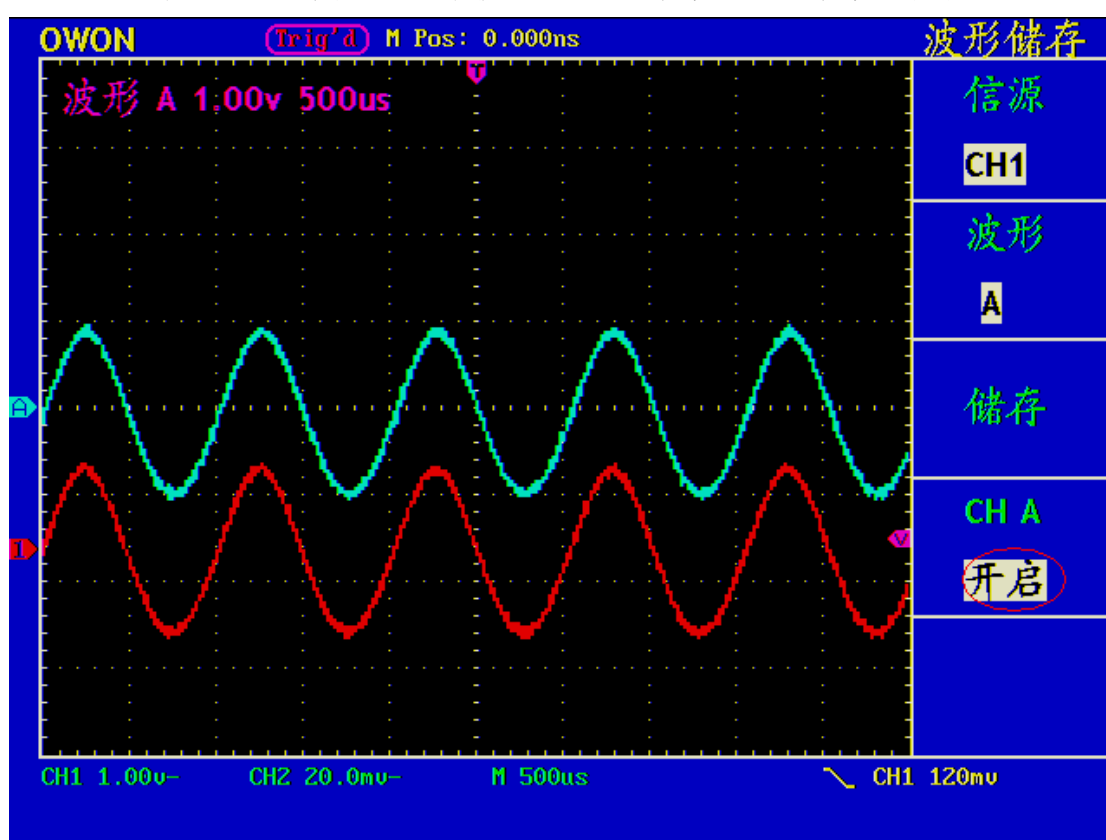 OWON Trig'd M Pos: 0.000ns 波形储存
波形 A 1.00v 500us
信源
CH1
波形
A
储存
CH A
开启
T
A
1
V
CH1 1.00v- CH2 20.0mv- M 500us CH1 120mv